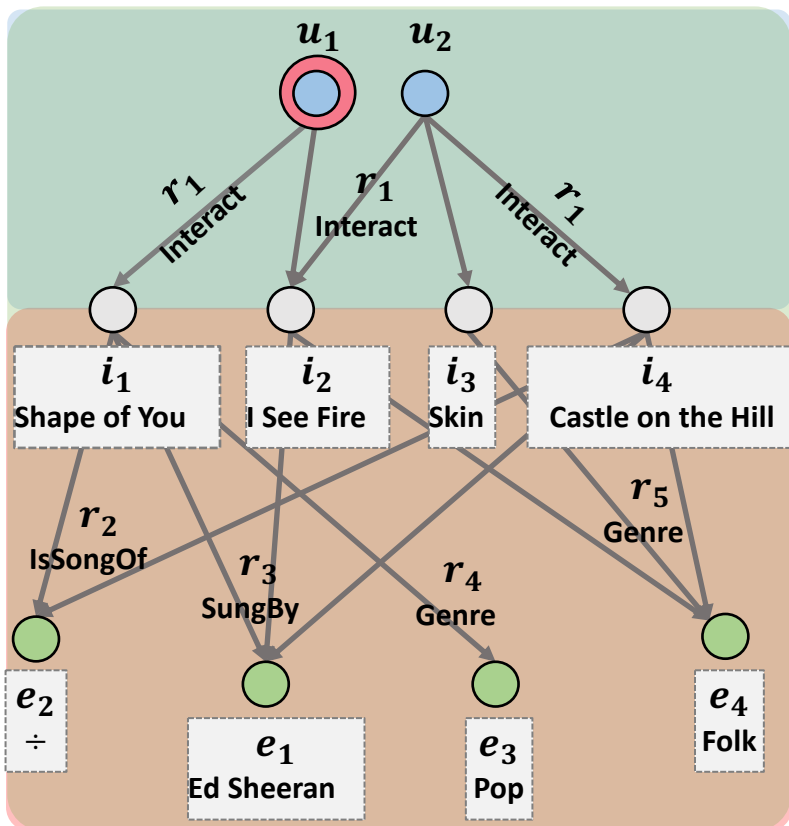 u1 u2
r1
Interact
r1
Interact
r1
Interact
i1
Shape of You
i2
I See Fire
i3
Skin
i4
Castle on the Hill
r2
IsSongOf
r3
SungBy
r4
Genre
r5
Genre
e2
÷
e1
Ed Sheeran
e3
Pop
e4
Folk